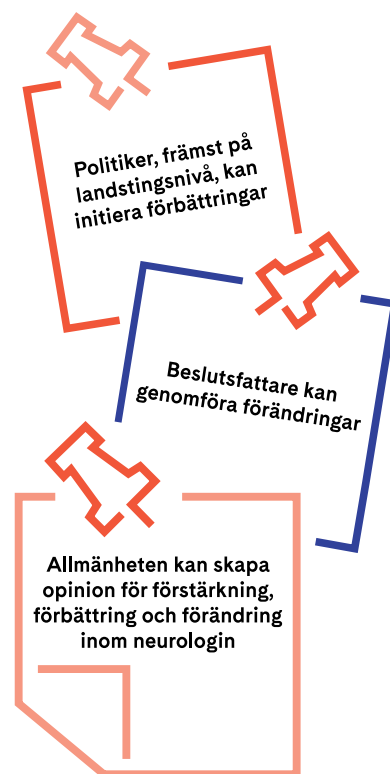 Politiker, främst på
landstingsnivå, kan
initiera förbättringar
Beslutsfattare kan
genomföra förändringar
Allmänheten kan skapa
opinion för förstärkning,
förbättring och förändring
inom neurologin